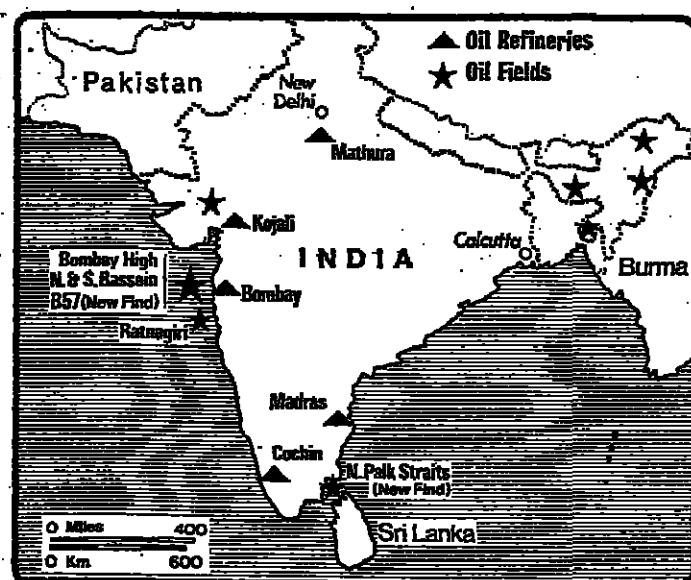 Oil Refineries
Oil Fields
Pakistan
New
Delhi
Mathura
Kojali
Calcutta
INDIA
Burma
Bombay High
N. & S. Bassein
B57 (New Find)
Bombay
Ratnagiri
Madras
Cochin
N. Palk Straits
(New Find)
Sri Lanka
O Miles 400
O Km. 600